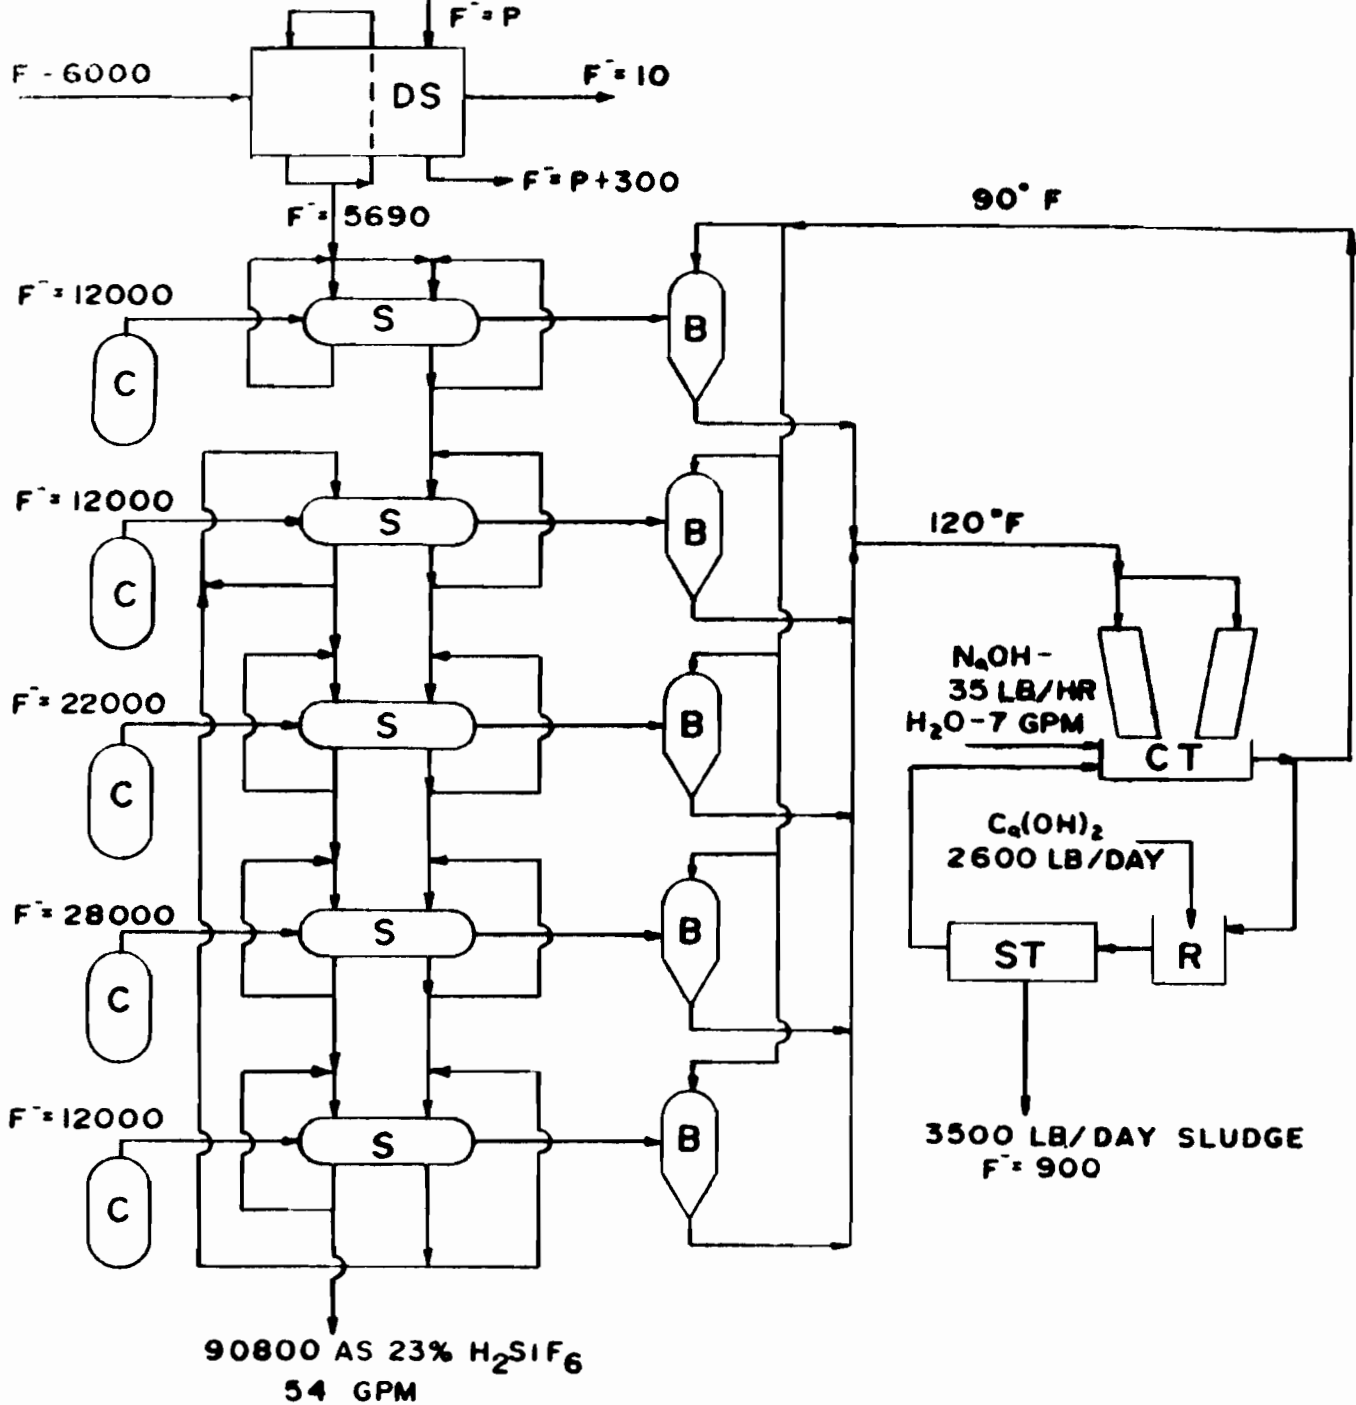 F⁻= P
F - 6000
DS
F⁻= 10
F⁻= P+300
F⁻= 5690
90° F
F⁻= 12000
S
B
C
F⁻= 12000
S
B
C
120°F
NaOH -
35 LB/HR
H₂O-7 GPM
CT
F⁻= 22000
S
B
C
Ca(OH)₂
2600 LB/DAY
F⁻= 28000
S
B
C
ST
R
F⁻= 12000
S
B
C
3500 LB/DAY SLUDGE
F⁻= 900
90800 AS 23% H₂SIF₆
54 GPM